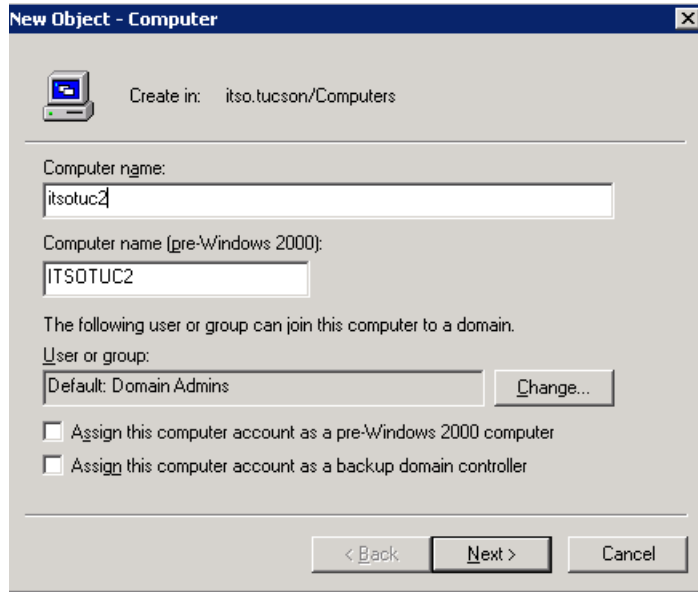 New Object - Computer
Create in: itso.tucson/Computers
Computer name:
itsotuc2
Computer name (pre-Windows 2000):
ITSOTUC2
The following user or group can join this computer to a domain.
User or group:
Default: Domain Admins
Change...
Assign this computer account as a pre-Windows 2000 computer
Assign this computer account as a backup domain controller
< Back Next > Cancel